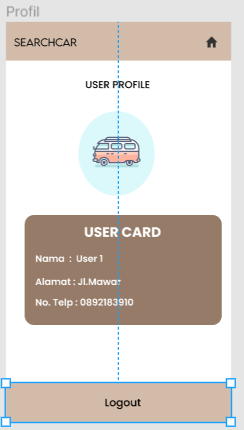 Profil
SEARCHCAR
USER PROFILE
USER CARD
Nama : User 1
Alamat : Jl.Mawar
No. Telp : 0892183910
Logout